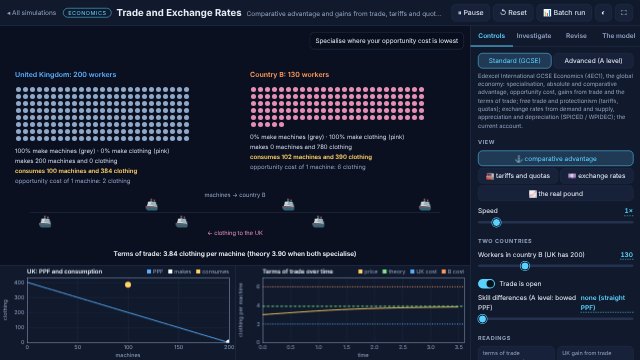 ◂ All simulations
ECONOMICS
Trade and Exchange Rates
Comparative advantage and gains from trade, tariffs and quot...
Pause
Reset
Batch run
Controls
Investigate
Revise
The model
Specialise where your opportunity cost is lowest
Standard (GCSE)
Advanced (A level)
Edexcel International GCSE Economics (4EC1), the global
economy: specialisation, absolute and comparative
advantage, opportunity cost, gains from trade and the
terms of trade; free trade and protection (tariffs,
quotas); exchange rates from demand and supply,
appreciation and depreciation (SPICED / WPIDEC); the
current account.
United Kingdom: 200 workers
100% make machines (grey) · 0% make clothing (pink)
makes 200 machines and 0 clothing
consumes 100 machines and 384 clothing
opportunity cost of 1 machine: 2 clothing
Country B: 130 workers
0% make machines (grey) · 100% make clothing (pink)
makes 0 machines and 780 clothing
consumes 102 machines and 390 clothing
opportunity cost of 1 machine: 6 clothing
machines → country B
← clothing to the UK
Terms of trade: 3.84 clothing per machine (theory 3.90 when both specialise)
UK: PPF and consumption
PPF
makes
consumes
400
300
200
100
0
clothing
0
50
100
150
200
machines
Terms of trade over time
price
theory
UK cost
B cost
6
4
2
0
clothing per machine
0.0
0.5
1.0
1.5
2.0
2.5
3.0
3.5
time
VIEW
comparative advantage
tariffs and quotas
exchange rates
the real pound
Speed
1×
TWO COUNTRIES
Workers in country B (UK has 200)
130
Trade is open
Skill differences (A level: bowed PPF)
none (straight PPF)
READINGS
terms of trade
UK gain from